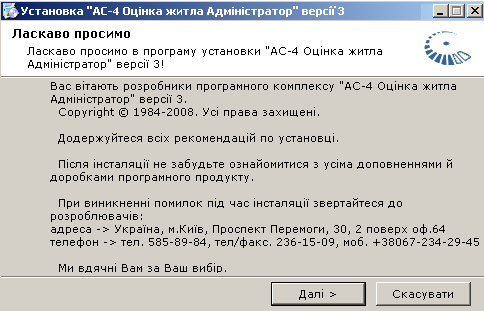 Установка "АС-4 Оцінка житла Адміністратор" версії 3
Ласкаво просимо
Ласкаво просимо в програму установки "АС-4 Оцінка житла
Адміністратор" версії 3!
Вас вітають розробники програмного комплексу "АС-4 Оцінка житла
Адміністратор" версії 3.
Copyright © 1984-2008. Усі права захищені.
Додержуйтеся всіх рекомендацій по установці.
Після інсталяції не забудьте ознайомитися з усіма доповненнями й
доробками програмного продукту.
При виникненні помилок під час інсталяції звертайтеся до
розроблювачів:
адреса -> Україна, м.Київ, Проспект Перемоги, 30, 2 поверх оф.64
телефон -> тел. 585-89-84, тел/факс. 236-15-09, моб. +38067-234-29-45
Ми вдячні Вам за Ваш вибір.
Далі >
Скасувати